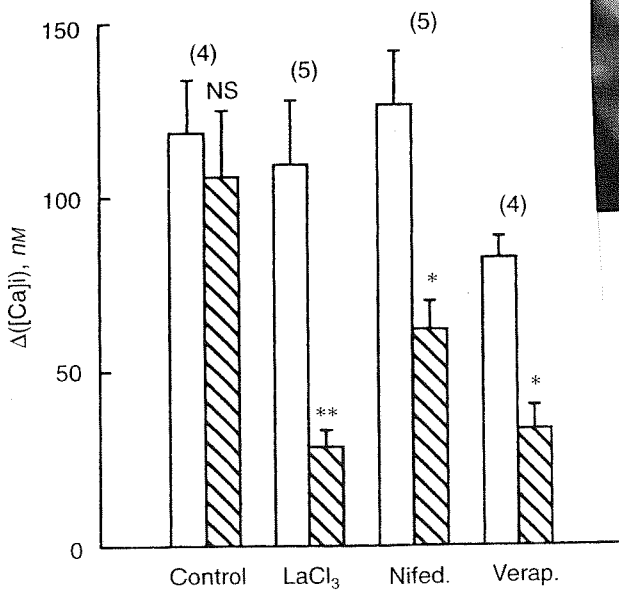 150
(4)
NS
(5)
(5)
(4)
100
Δ([Ca]i), nM
50
*
**
*
0
Control
LaCl₃
Nifed.
Verap.